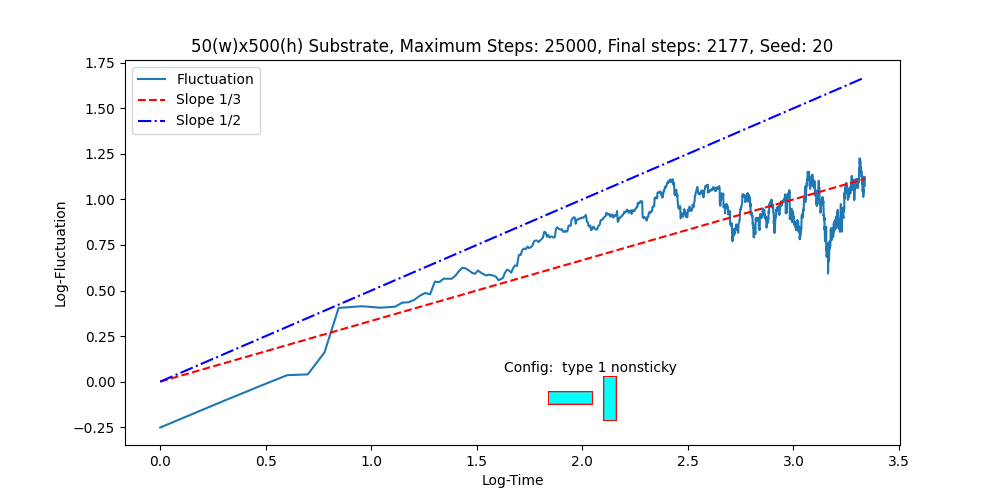 50(w)x500(h) Substrate, Maximum Steps: 25000, Final steps: 2177, Seed: 20
1.75
1.50
1.25
1.00
0.75
0.50
0.25
0.00
−0.25
Log-Fluctuation
Fluctuation
Slope 1/3
Slope 1/2
Config:  type 1 nonsticky
0.0 0.5 1.0 1.5 2.0 2.5 3.0 3.5
Log-Time